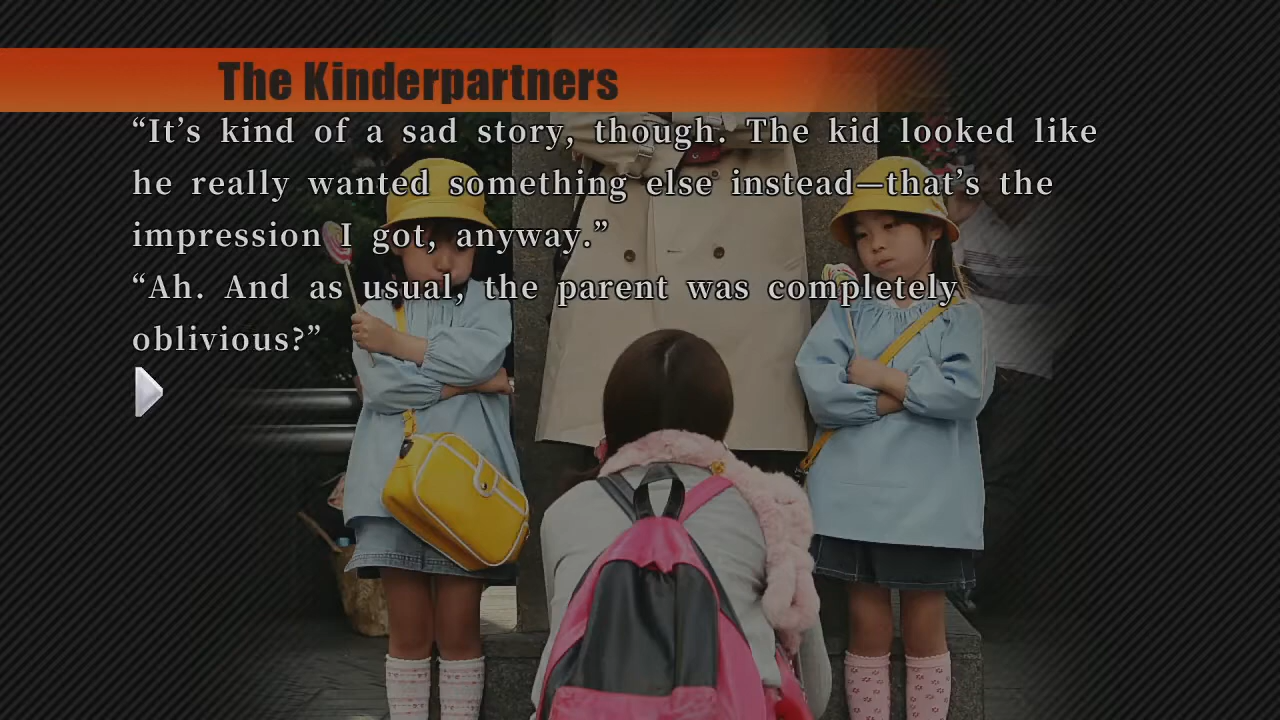 The Kinderpartners
“It’s kind of a sad story, though. The kid looked like
he really wanted something else instead—that’s the
impression I got, anyway.”
“Ah. And as usual, the parent was completely
oblivious?”